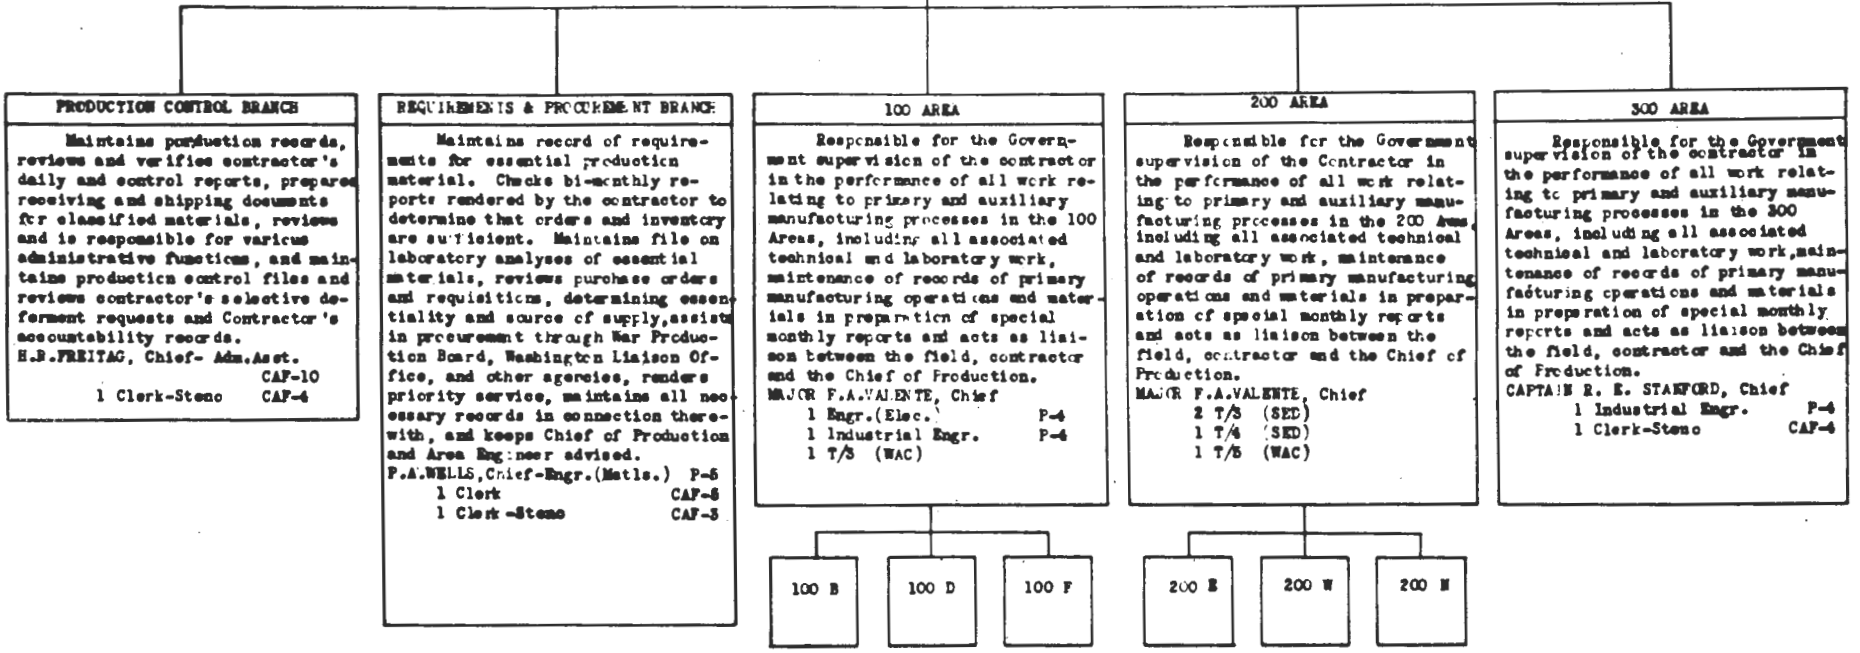 PRODUCTION CONTROL BRANCH
Maintains porduction records,
reviews and verifies contractor's
daily and control reports, prepares
receiving and shipping documents
for classified materials, reviews
and is responsible for various
administrative functions, and main-
tains production control files and
reviews contractor's selective de-
ferment requests and Contractor's
accountability records.
H.R.FREITAG, Chief- Adm.Asst.
CAF-10
1 Clerk-Steno CAF-4
REQUIREMENTS & PROCUREMENT BRANCH
Maintains record of require-
ments for essential production
material. Checks bi-monthly re-
ports rendered by the contractor to
determine that orders and inventory
are sufficient. Maintains file on
laboratory analyses of essential
materials, reviews purchase orders
and requisitions, determining essen-
tiality and source of supply,assists
in procurement through War Produc-
tion Board, Washington Liaison Of-
fice, and other agencies, renders
priority service, maintains all nec-
essary records in connection there-
with, and keeps Chief of Production
and Area Engineer advised.
P.A.WELLS,Chief-Engr.(Matls.) P-5
1 Clerk
1 Clerk-Steno CAF-3
100 AREA
Responsible for the Govern-
ment supervision of the contractor
in the performance of all work re-
lating to primary and auxiliary
manufacturing processes in the 100
Areas, including all associated
technical and laboratory work,
maintenance of records of primary
manufacturing operations and mater-
ials in preparation of special
monthly reports and acts as liai-
son between the field, contractor
and the Chief of Production.
MAJOR F.A.VALENTE, Chief
1 Engr.(Elec.) P-4
1 Industrial Engr. P-4
1 T/5 (WAC)
200 AREA
Responsible for the Government
supervision of the Contractor in
the performance of all work relat-
ing to primary and auxiliary manu-
facturing processes in the 200 Areas,
including all associated technical
and laboratory work, maintenance
of records of primary manufacturing
operations and materials in prepar-
ation of special monthly reports
and acts as liaison between the
field, contractor and the Chief of
Production.
MAJOR F.A.VALENTE, Chief
2 T/3 (SED)
1 T/4 (SED)
1 T/5 (WAC)
300 AREA
Responsible for the Government
supervision of the contractor in
the performance of all work relat-
ing to primary and auxiliary manu-
facturing processes in the 300
Areas, including all associated
technical and laboratory work,main-
tenance of records of primary manu-
facturing operations and materials
in preperation of special monthly
reports and acts as liaison between
the field, contractor and the Chief
of Production.
CAPTAIN R. E. STANFORD, Chief
1 Industrial Engr. P-4
1 Clerk-Steno CAF-4
100 B
100 D
100 F
200 E
200 W
200 N